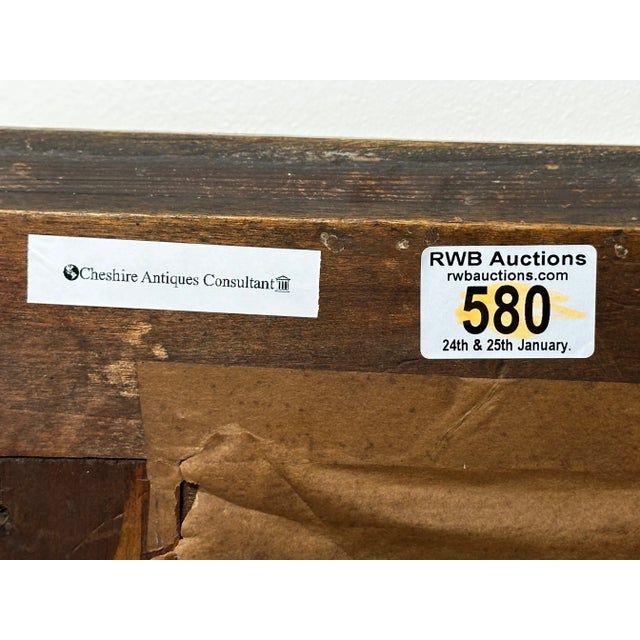 Cheshire Antiques Consultant
RWB Auctions
rwbauctions.com
580
24th & 25th January.